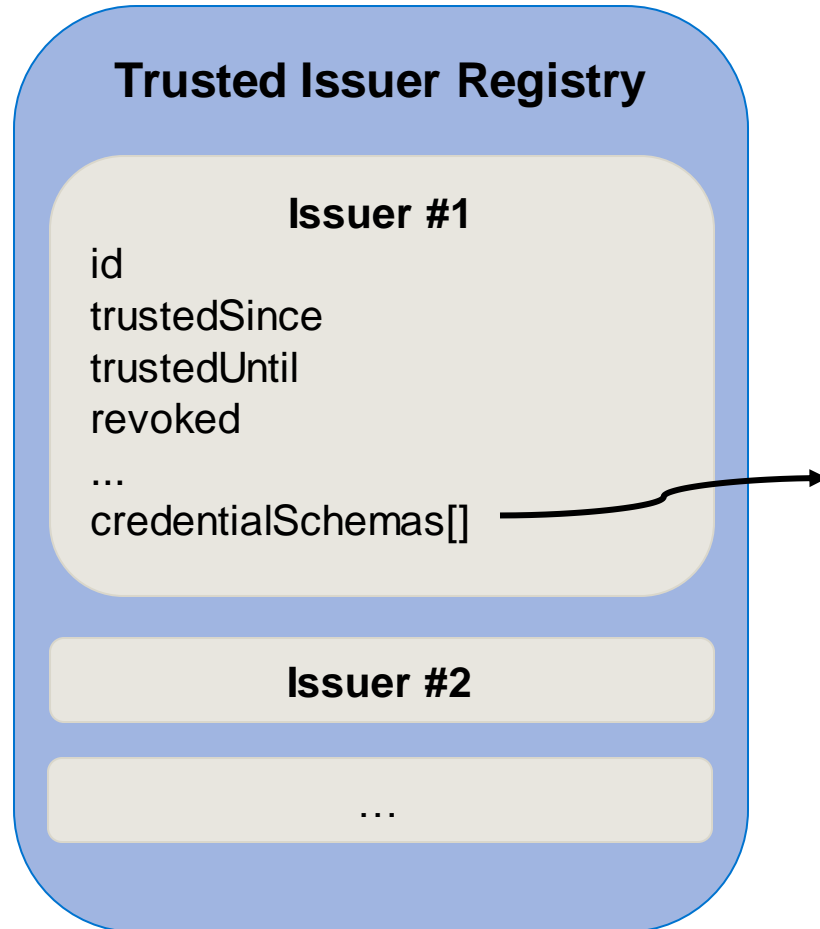 Trusted Issuer Registry
Issuer #1
id
trustedSince
trustedUntil
revoked
...
credentialSchemas[]
Issuer #2
…